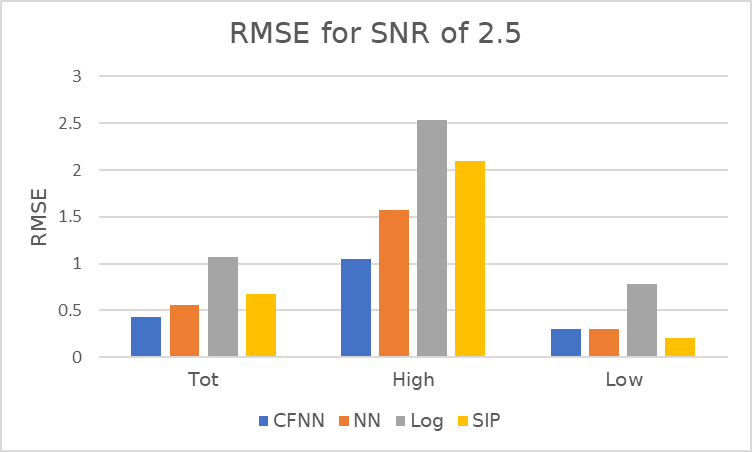 RMSE for SNR of 2.5
3
2.5
2
1.5
1
0.5
0
RMSE
Tot High Low
CFNN NN Log SIP